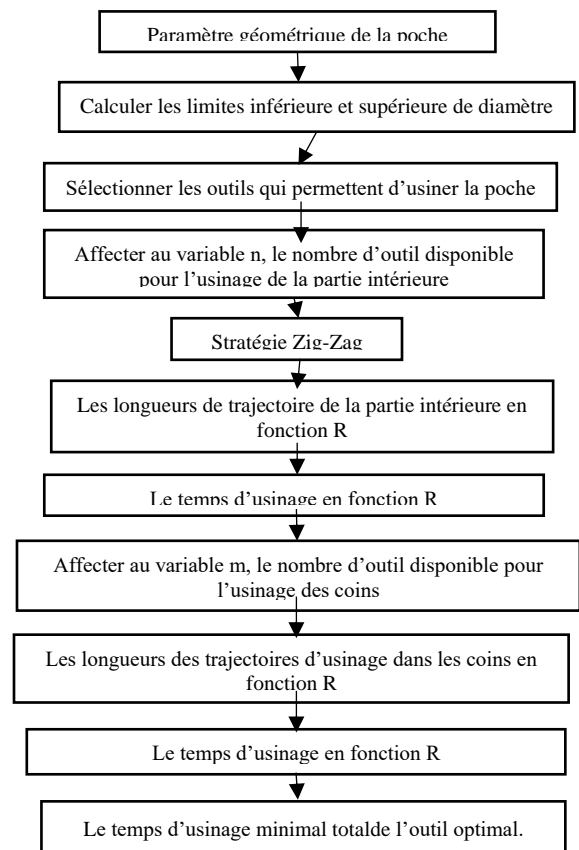 Paramètre géométrique de la poche
Calculer les limites inférieure et supérieure de diamètre
Sélectionner les outils qui permettent d'usiner la poche
Affecter au variable n, le nombre d'outil disponible
pour l'usinage de la partie intérieure
Stratégie Zig-Zag
Les longueurs de trajectoire de la partie intérieure en
fonction R
Le temps d'usinage en fonction R
Affecter au variable m, le nombre d'outil disponible pour
l'usinage des coins
Les longueurs des trajectoires d'usinage dans les coins en
fonction R
Le temps d'usinage en fonction R
Le temps d'usinage minimal totalde l'outil optimal.